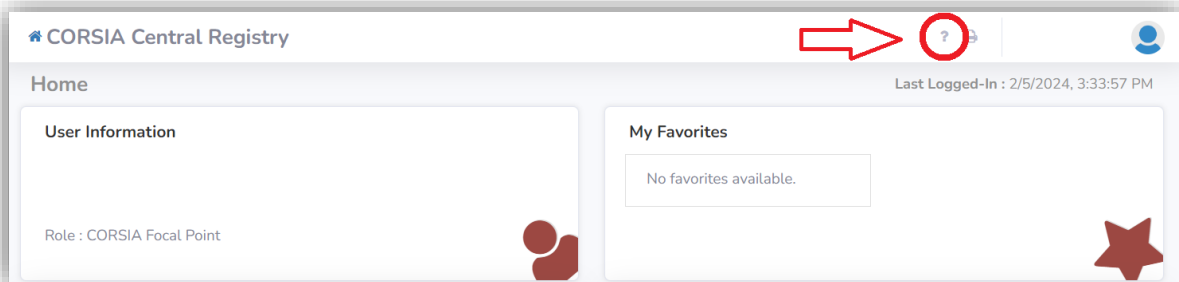 CORSIA Central Registry
?
Home
Last Logged-In : 2/5/2024, 3:33:57 PM
User Information
My Favorites
No favorites available.
Role : CORSIA Focal Point